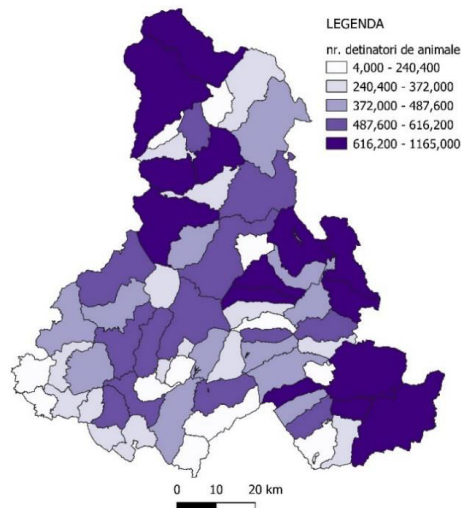 LEGENDA
nr. detinatori de animale
4,000 - 240,400
240,400 - 372,000
372,000 - 487,600
487,600 - 616,200
616,200 - 1165,000
0 10 20 km